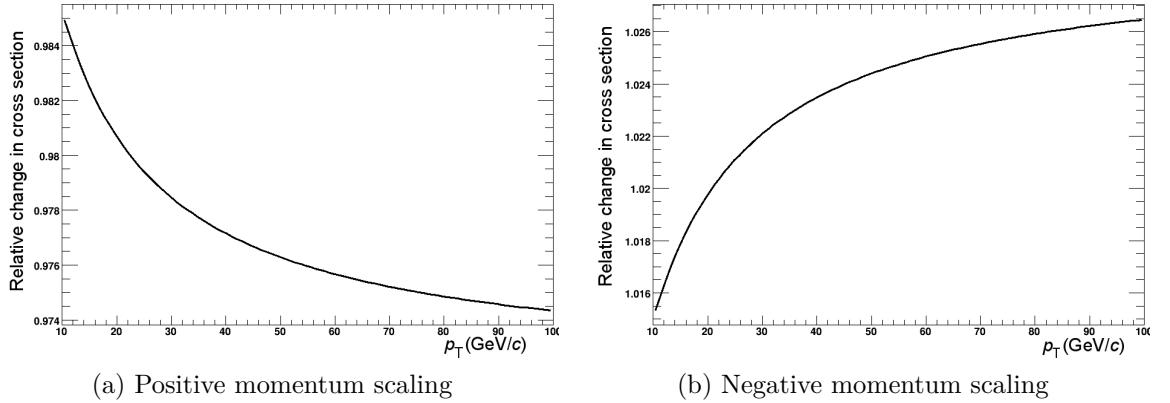 Relative change in cross section
0.984
0.982
0.98
0.978
0.976
0.974
10 20 30 40 50 60 70 80 90 100
p_T(GeV/c)
(a) Positive momentum scaling
Relative change in cross section
1.026
1.024
1.022
1.02
1.018
1.016
10 20 30 40 50 60 70 80 90 100
p_T(GeV/c)
(b) Negative momentum scaling